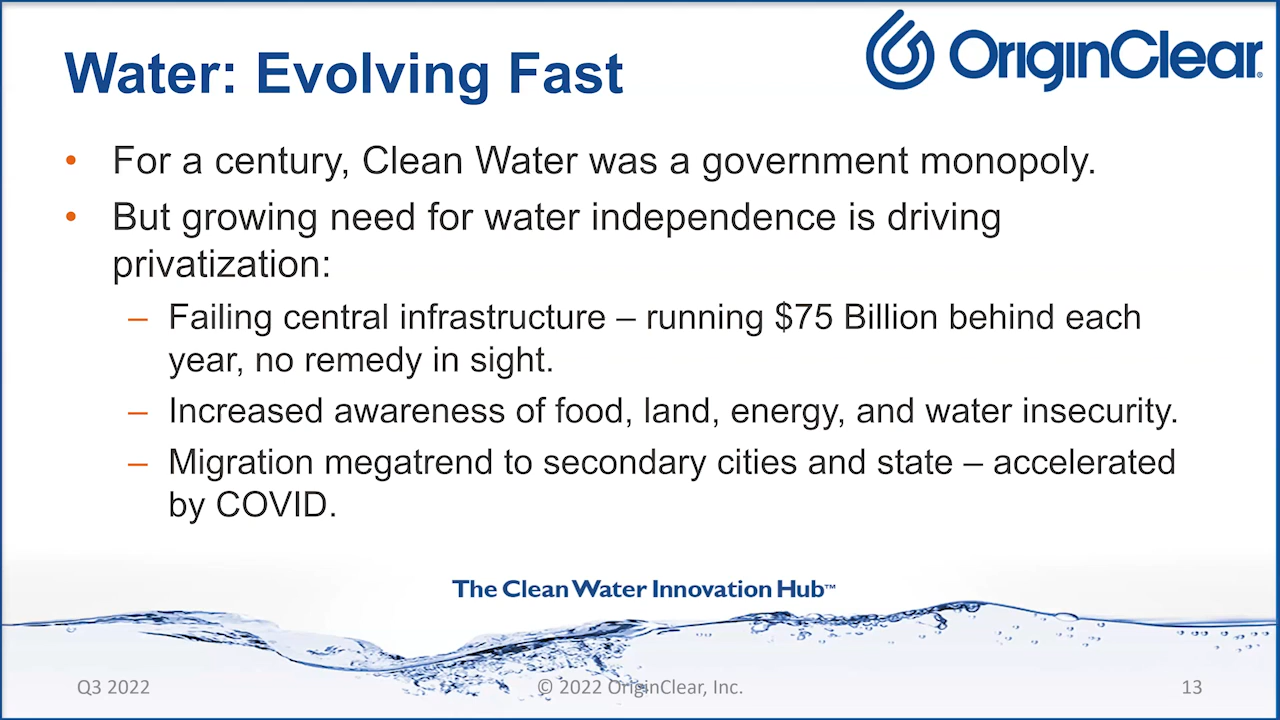 OriginClear®
Water: Evolving Fast
• For a century, Clean Water was a government monopoly.
• But growing need for water independence is driving
privatization:
– Failing central infrastructure – running $75 Billion behind each
year, no remedy in sight.
– Increased awareness of food, land, energy, and water insecurity.
– Migration megatrend to secondary cities and state – accelerated
by COVID.
The Clean Water Innovation Hub™
Q3 2022
© 2022 OriginClear, Inc.
13